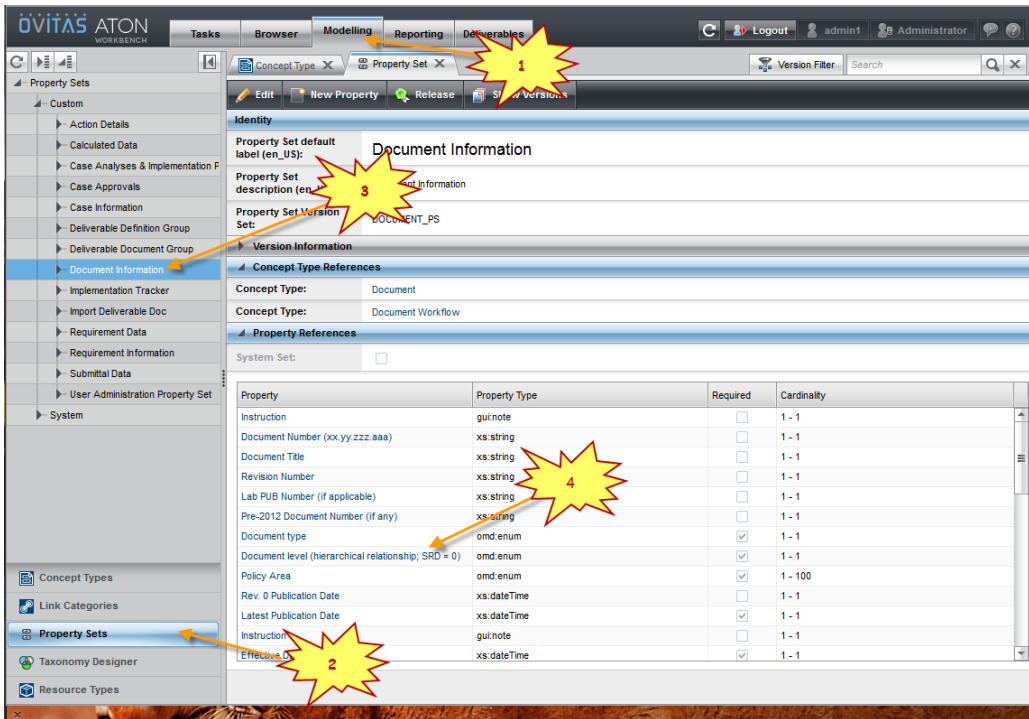 OVITAS ATON
WORKBENCH
Tasks
Browser
Modelling
Reporting
Deliverables
Logout
admin1
Administrator
Concept Type X
Property Set X
Version Filter
Search
Edit
New Property
Release
Versions
1
Property Sets
Custom
Action Details
Calculated Data
Case Analyses & Implementation P
Case Approvals
Case Information
Deliverable Definition Group
Deliverable Document Group
Document Information
Implementation Tracker
Import Deliverable Doc
Requirement Data
Requirement Information
Submittal Data
User Administration Property Set
System
Concept Types
Link Categories
Property Sets
Taxonomy Designer
Resource Types
2
Identity
Property Set default
label (en_US):
Document Information
Property Set
description (en_
Information
3
Property Set Version
Set:
DOCUMENT_PS
Version Information
Concept Type References
Concept Type:
Document
Concept Type:
Document Workflow
Property References
System Set:
Property
Property Type
Required
Cardinality
Instruction
gui:note
1 - 1
Document Number (xx.yy.zzz.aaa)
xs:string
1 - 1
Document Title
xs:string
1 - 1
Revision Number
xs:string
1 - 1
4
Lab PUB Number (if applicable)
xs:string
1 - 1
Pre-2012 Document Number (if any)
xs:string
1 - 1
Document type
omd:enum
1 - 1
Document level (hierarchical relationship; SRD = 0)
omd:enum
1 - 1
Policy Area
omd:enum
1 - 100
Rev. 0 Publication Date
xs:dateTime
1 - 1
Latest Publication Date
xs:dateTime
1 - 1
Instruction
gui:note
1 - 1
Effective D
xs:dateTime
1 - 1